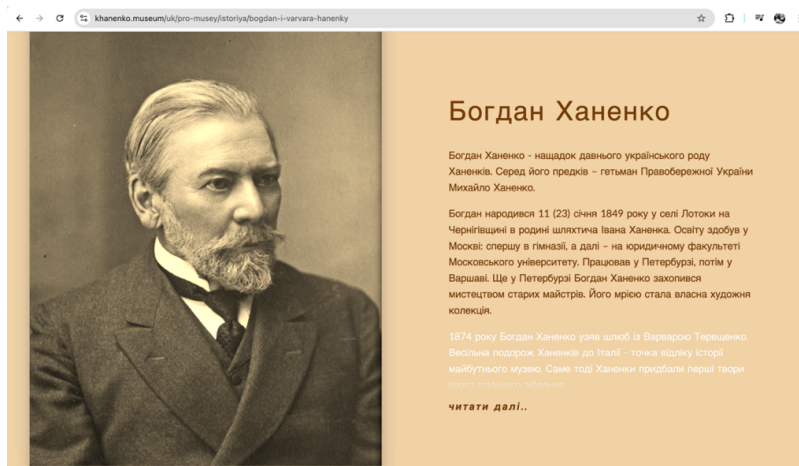 khanenko.museum/uk/pro-musey/istoriya/bogdan-i-varvara-hanenky
Богдан Ханенко
Богдан Ханенко - нащадок давнього українського роду
Ханенків. Серед його предків – гетьман Правобережної України
Михайло Ханенко.
Богдан народився 11 (23) січня 1849 року у селі Лотоки на
Чернігівщині в родині шляхтича Івана Ханенка. Освіту здобув у
Москві: спершу в гімназії, а далі – на юридичному факультеті
Московського університету. Працював у Петербурзі, потім у
Варшаві. Ще у Петербурзі Богдан Ханенко захопився
мистецтвом старих майстрів. Його мрією стала власна художня
колекція.
1874 року Богдан Ханенко узяв шлюб із Варварою Терещенко.
Весільна подорож Ханенків до Італії - точка відліку історії
майбутнього музею. Саме тоді Ханенки придбали перші твори
читати далі..